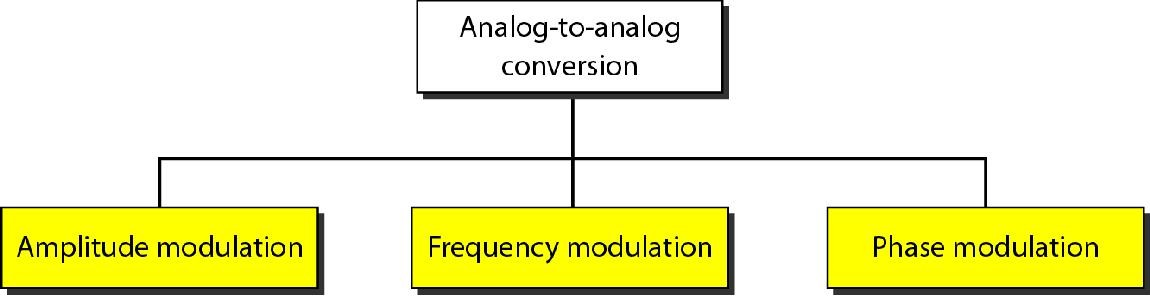 Analog-to-analog
conversion
Amplitude modulation
Frequency modulation
Phase modulation